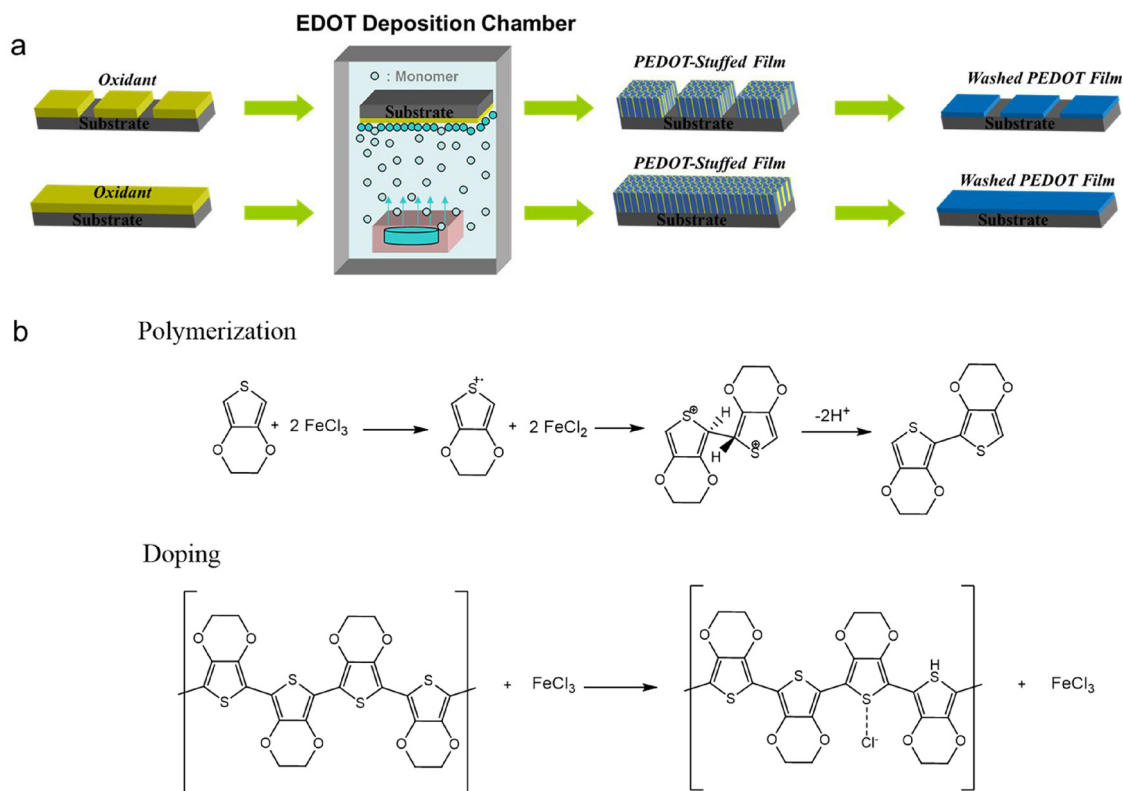 EDOT Deposition Chamber
a
Oxidant
Substrate
: Monomer
Substrate
PEDOT-Stuffed Film
Substrate
Washed PEDOT Film
Substrate
Oxidant
Substrate
PEDOT-Stuffed Film
Substrate
Washed PEDOT Film
Substrate
b
Polymerization
S
O O
+ 2 FeCl₃
S+·
O O
+ 2 FeCl₂
O O
S⊕ H
H S⊕
O O
-2H⁺
O O
S
S
O O
Doping
O O O O
S S
S S
O O O O
+ FeCl₃
O O O O
H
S S
S S
Cl⁻
O O O O
+ FeCl₃